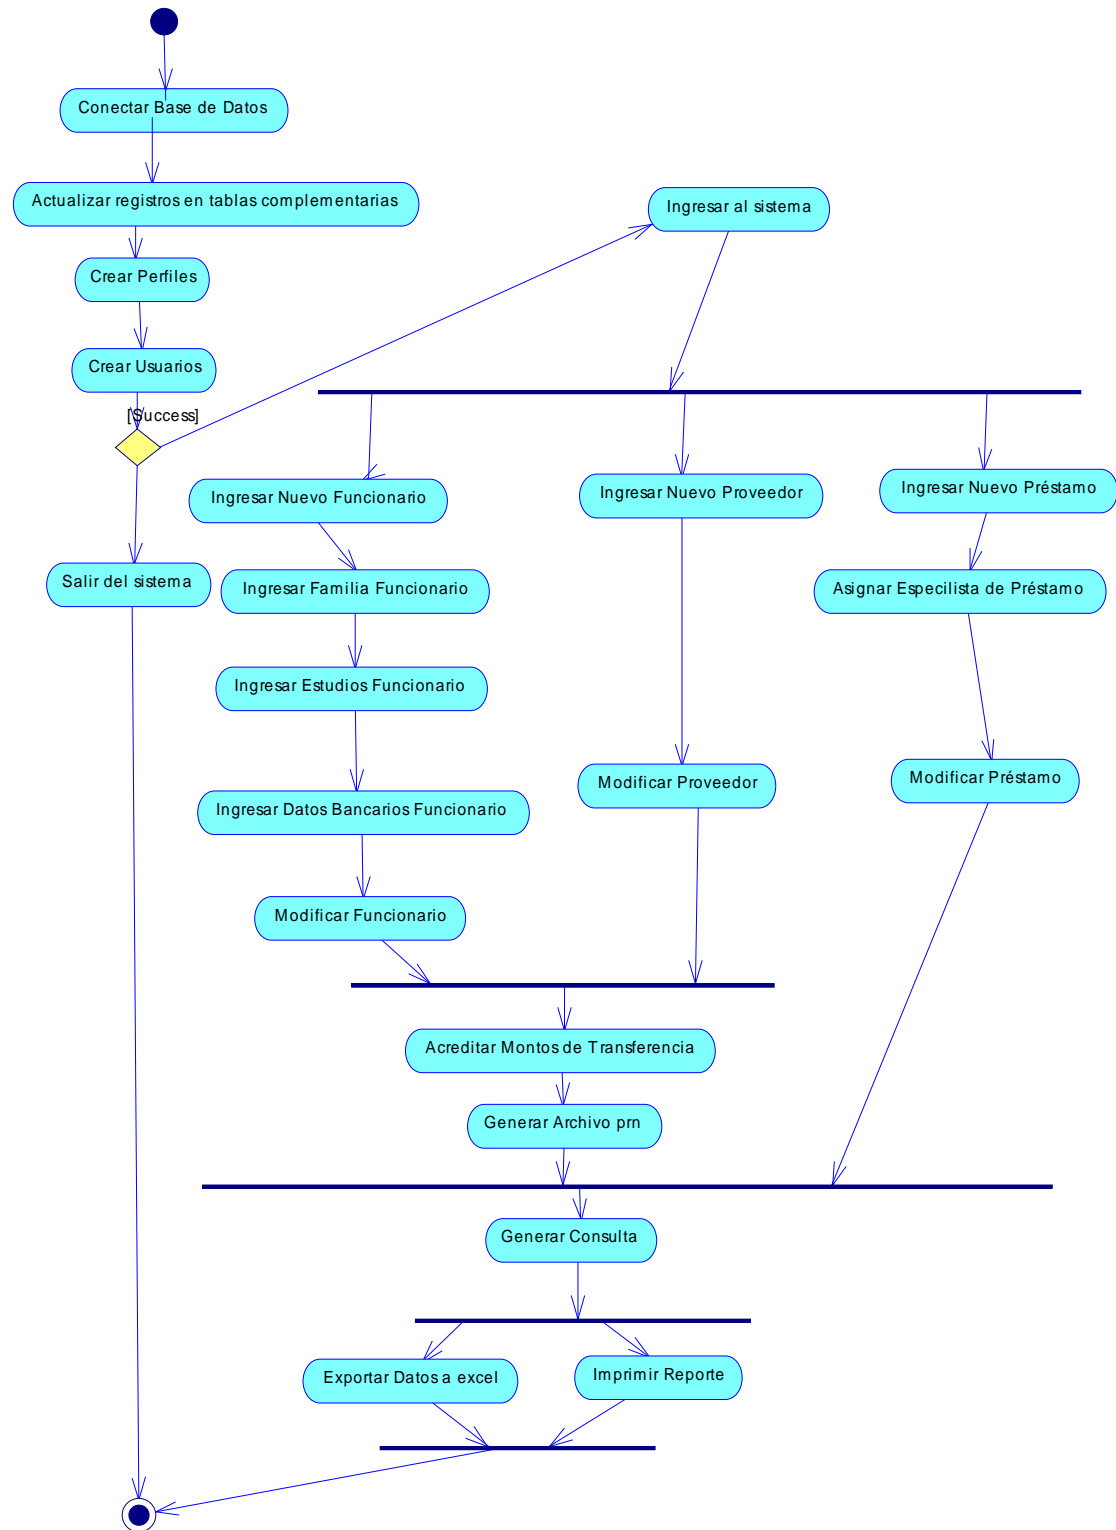 Conectar Base de Datos
Actualizar registros en tablas complementarias
Ingresar al sistema
Crear Perfiles
Crear Usuarios
[Success]
Ingresar Nuevo Funcionario
Ingresar Nuevo Proveedor
Ingresar Nuevo Préstamo
Salir del sistema
Ingresar Familia Funcionario
Asignar Especilista de Préstamo
Ingresar Estudios Funcionario
Modificar Proveedor
Modificar Préstamo
Ingresar Datos Bancarios Funcionario
Modificar Funcionario
Acreditar Montos de Transferencia
Generar Archivo prn
Generar Consulta
Exportar Datos a excel
Imprimir Reporte